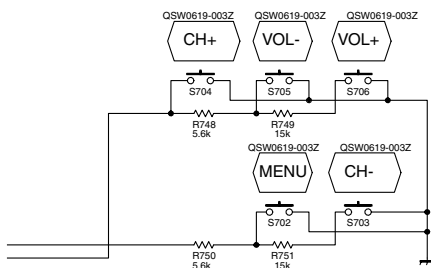 QSW0619-003Z QSW0619-003Z QSW0619-003Z
CH+ VOL- VOL+
S704 S705 S706
R748 R749
5.6k 15k
QSW0619-003Z QSW0619-003Z
MENU CH-
S702 S703
R750 R751
5.6k 15k